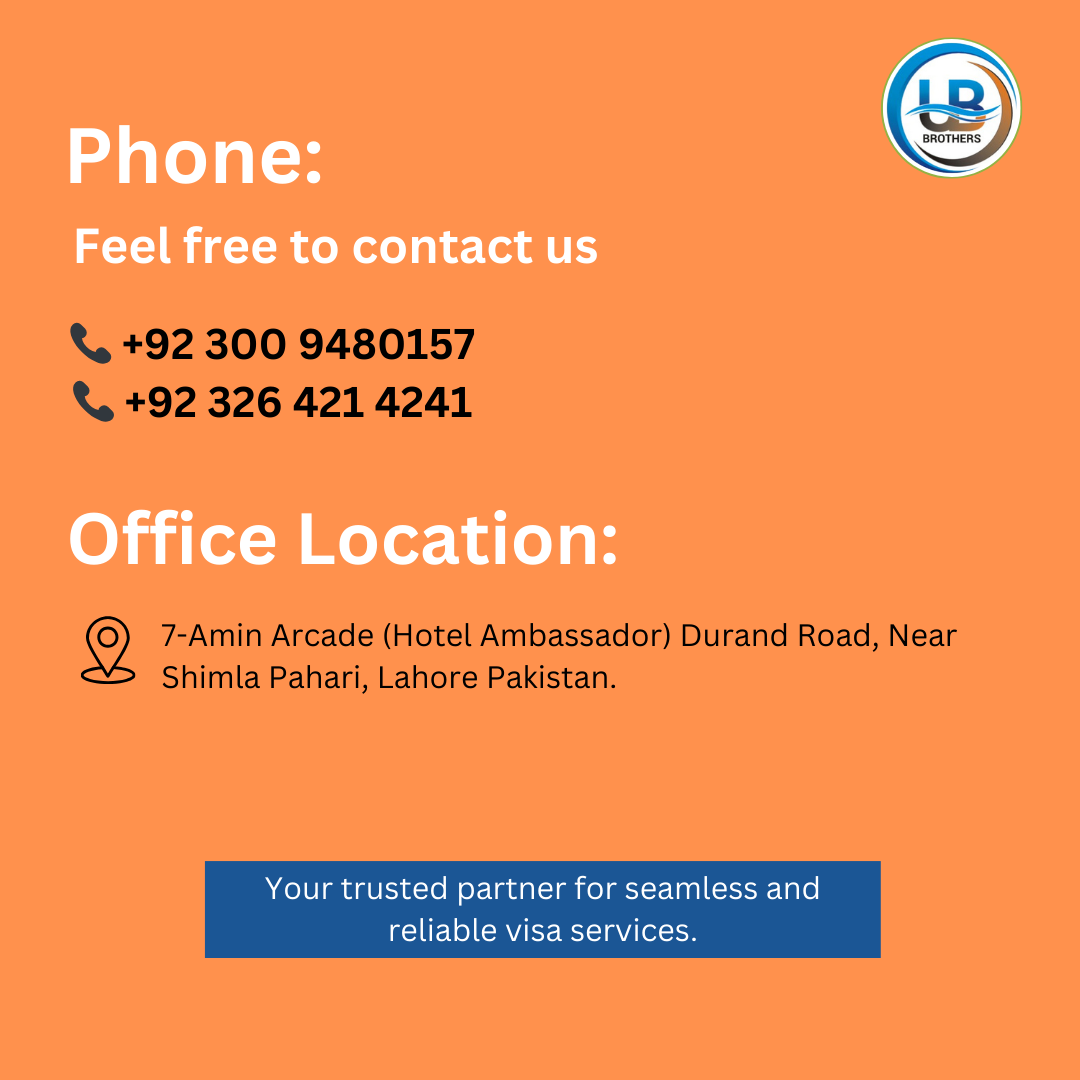 UB
BROTHERS
Phone:
Feel free to contact us
+92 300 9480157
+92 326 421 4241
Office Location:
7-Amin Arcade (Hotel Ambassador) Durand Road, Near
Shimla Pahari, Lahore Pakistan.
Your trusted partner for seamless and
reliable visa services.